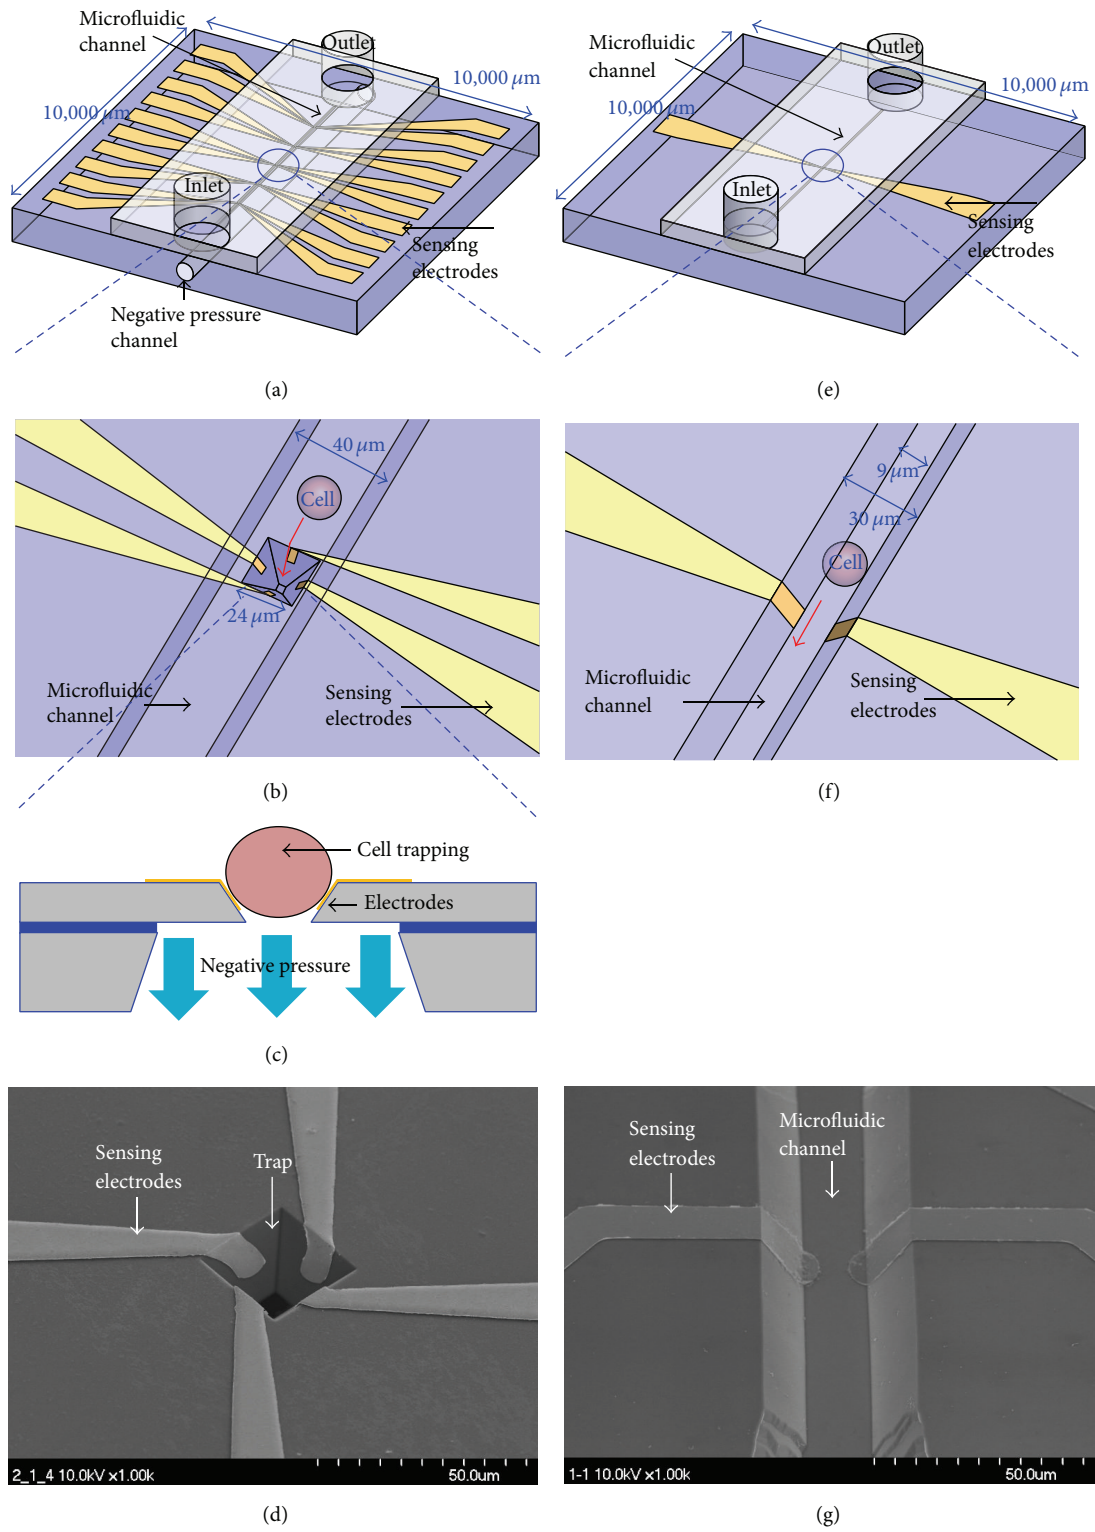 Microfluidic
channel
Outlet
10,000 μm
10,000 μm
Inlet
Sensing
electrodes
Negative pressure
channel
(a)
Microfluidic
channel
Outlet
10,000 μm
10,000 μm
Inlet
Sensing
electrodes
(e)
40 μm
Cell
24 μm
Microfluidic
channel
Sensing
electrodes
(b)
9 μm
30 μm
Cell
Microfluidic
channel
Sensing
electrodes
(f)
Cell trapping
Electrodes
Negative pressure
(c)
Sensing
electrodes
Trap
2_1_4 10.0kV x1.00k 50.0um
(d)
Sensing
electrodes
Microfluidic
channel
1-1 10.0kV x1.00k 50.0um
(g)